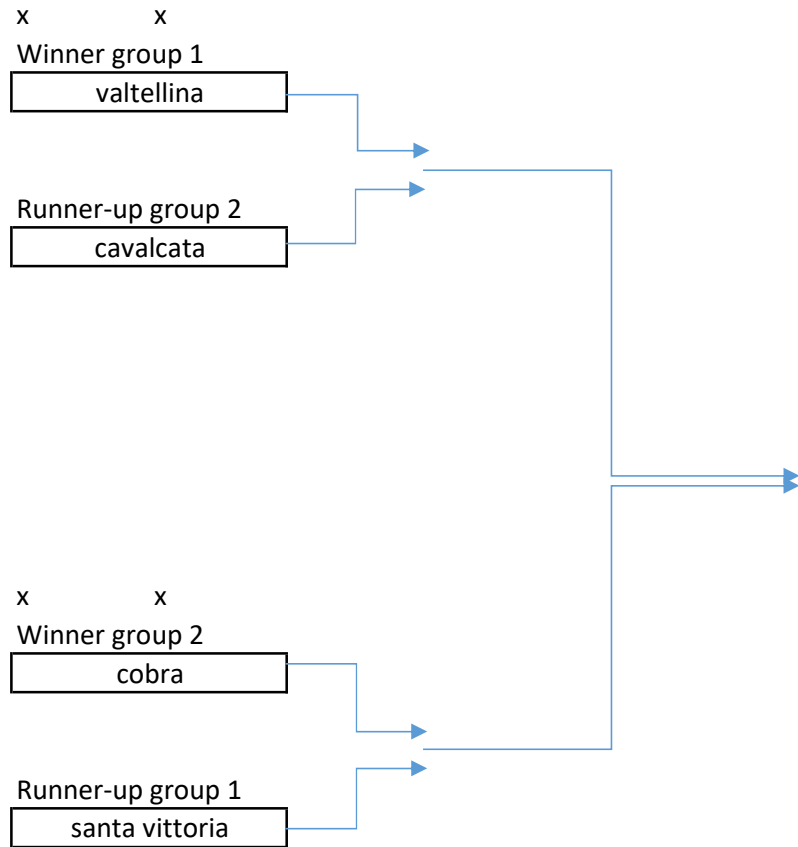 x x
Winner group 1
valtellina
Runner-up group 2
cavalcata
x x
Winner group 2
cobra
Runner-up group 1
santa vittoria